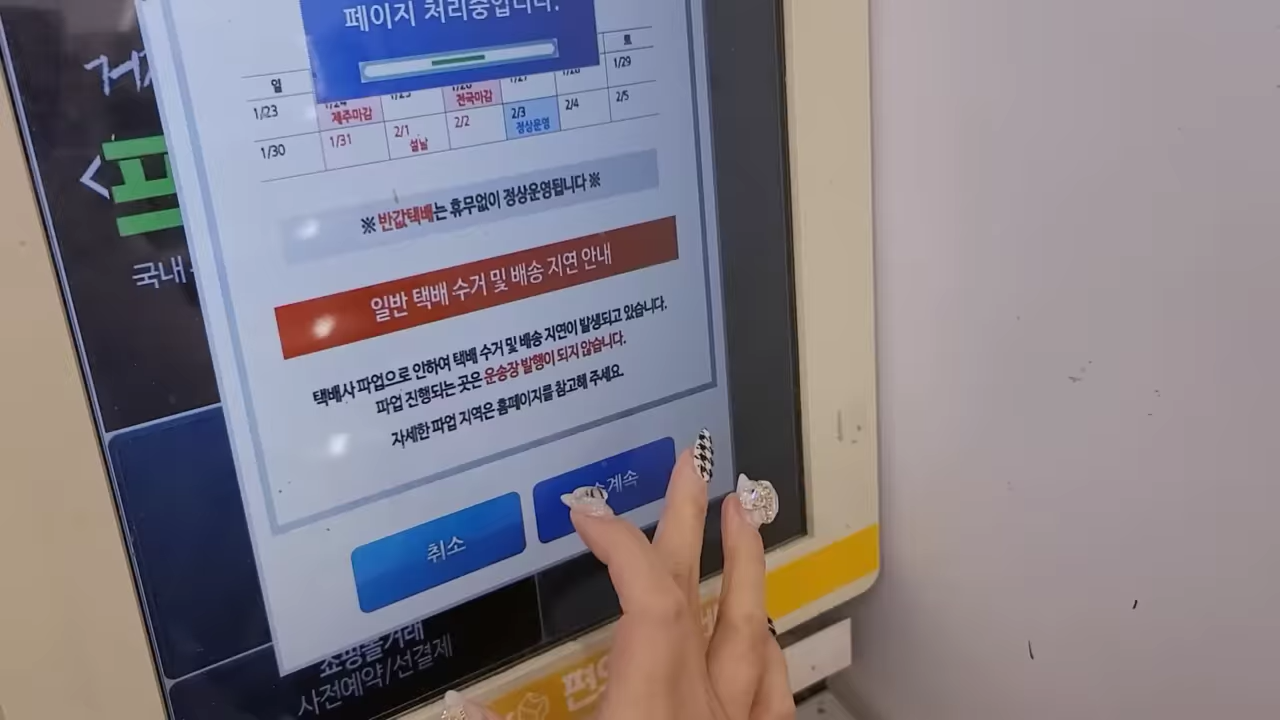 페이지 처리중입니다.
일
토
1/23
1/24
제주마감
1/25
1/26
전국마감
1/27
1/28
1/29
1/30
1/31
2/1
설날
2/2
2/3
정상운영
2/4
2/5
※ 반값택배는 휴무없이 정상운영됩니다 ※
일반 택배 수거 및 배송 지연 안내
택배사 파업으로 안하여 택배 수거 및 배송 지연이 발생되고 있습니다.
파업 진행되는 곳은 운송장 발행이 되지 않습니다.
자세한 파업 지역은 홈페이지를 참고해 주세요.
취소
계속
국내
쇼핑몰거래
사전예약/선결제